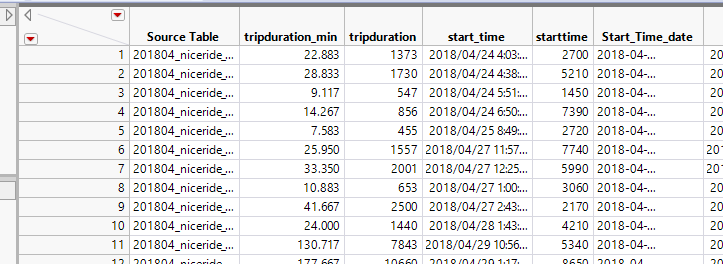 Source Table tripduration_min tripduration start_time starttime Start_Time_date
1 201804_niceride_... 22.883 1373 2018/04/24 4:03:... 2700 2018-04-... 20
2 201804_niceride_... 28.833 1730 2018/04/24 4:38:... 5210 2018-04-... 20
3 201804_niceride_... 9.117 547 2018/04/24 5:51:... 1450 2018-04-... 20
4 201804_niceride_... 14.267 856 2018/04/24 6:50:... 7390 2018-04-... 20
5 201804_niceride_... 7.583 455 2018/04/25 8:49:... 2720 2018-04-... 20
6 201804_niceride_... 25.950 1557 2018/04/27 11:57... 7740 2018-04-... 201
7 201804_niceride_... 33.350 2001 2018/04/27 12:25... 5990 2018-04-... 201
8 201804_niceride_... 10.883 653 2018/04/27 1:00:... 3060 2018-04-... 20
9 201804_niceride_... 41.667 2500 2018/04/27 2:43:... 2170 2018-04-... 20
10 201804_niceride_... 24.000 1440 2018/04/28 1:43:... 4210 2018-04-... 20
11 201804_niceride_... 130.717 7843 2018/04/29 10:56... 5340 2018-04-... 20
12 201804_niceride_... 177.667 10660 2018/04/29 1:17:... 8650 2018-04-... 20